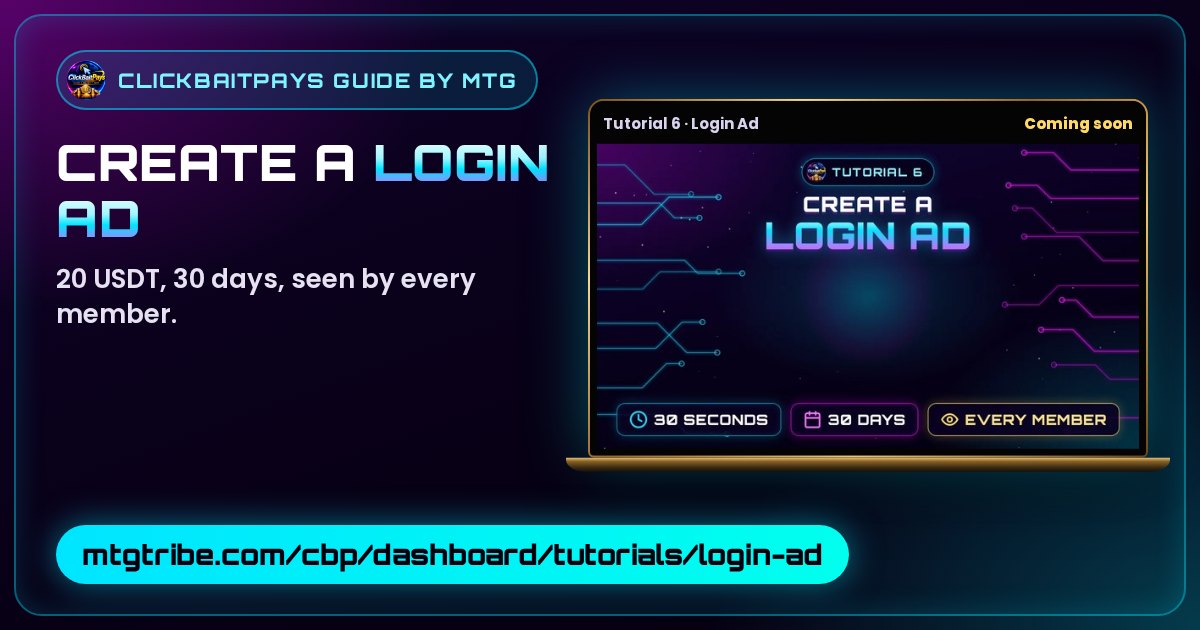 ClickBaitPays
CLICKBAITPAYS GUIDE BY MTG
CREATE A LOGIN
AD
20 USDT, 30 days, seen by every
member.
Tutorial 6 · Login Ad
Coming soon
TUTORIAL 6
CREATE A
LOGIN AD
30 SECONDS
30 DAYS
EVERY MEMBER
mtgtribe.com/cbp/dashboard/tutorials/login-ad